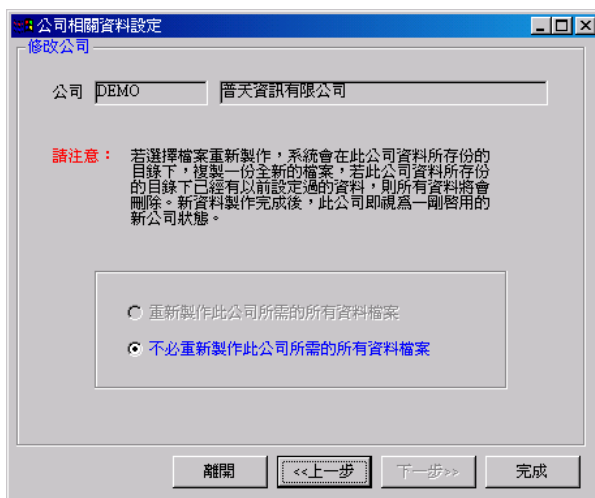 公司相關資料設定
修改公司
公司 DEMO 普天資訊有限公司
請注意： 若選擇檔案重新製作，系統會在此公司資料所存份的
目錄下，複製一份全新的檔案，若此公司資料所存份
的目錄下已經有以前設定過的資料，則所有資料將會
刪除。新資料製作完成後，此公司即視為一剛啓用的
新公司狀態。
重新製作此公司所需的所有資料檔案
不必重新製作此公司所需的所有資料檔案
離開 <<上一步 下一步>> 完成